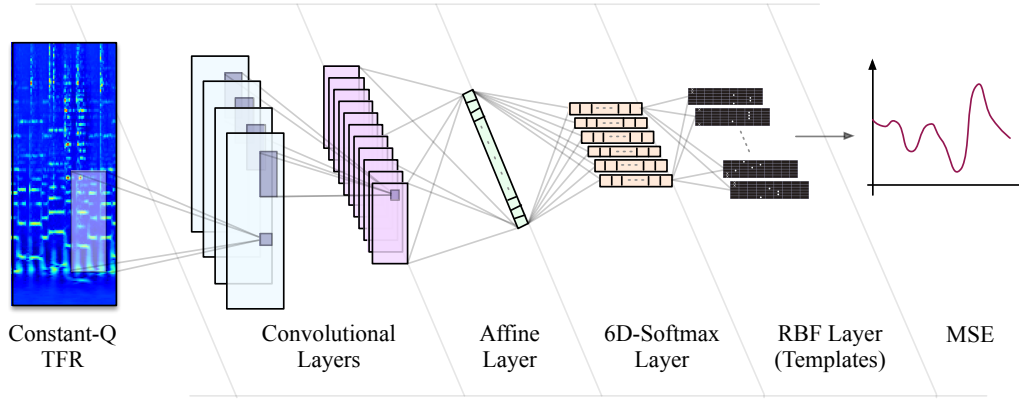 Constant-Q
TFR
Convolutional
Layers
Affine
Layer
6D-Softmax
Layer
RBF Layer
(Templates)
MSE